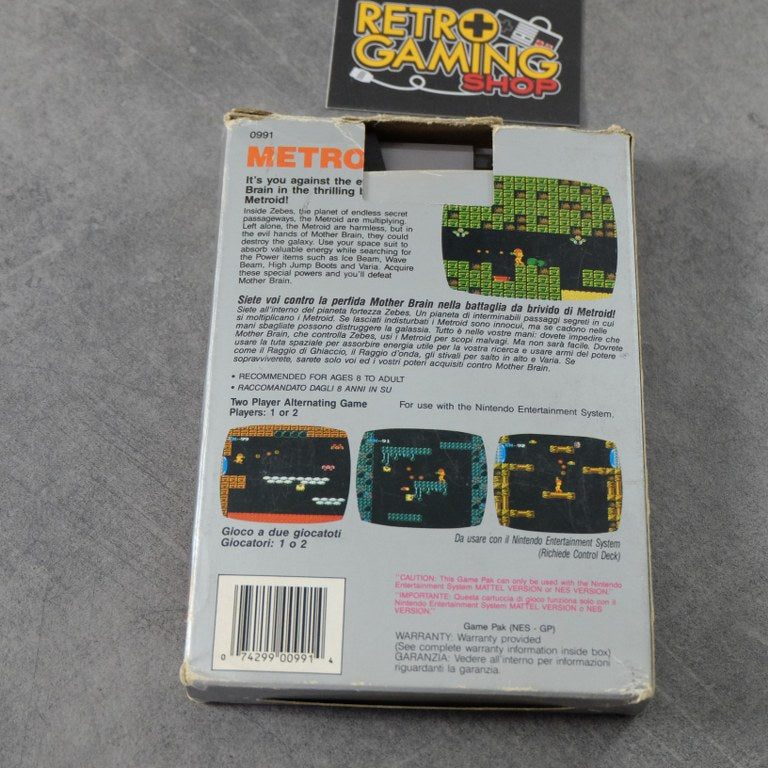 RETRO
GAMING
SHOP
0991
METRO
It's you against the e
Brain in the thrilling
Metroid!
Inside Zebes, the planet of endless secret
passageways, the Metroid are multiplying.
Left alone, the Metroid are harmless, but in
the evil hands of Mother Brain, they could
destroy the galaxy. Use your space suit to
absorb valuable energy while searching for
the Power items such as Ice Beam, Wave
Beam, High Jump Boots and Varia. Acquire
these special powers and you'll defeat
Mother Brain.
Siete voi contro la perfida Mother Brain nella battaglia da brivido di Metroid!
Siete all'interno del pianeta fortezza Zebes. Un pianeta di interminabili passaggi segreti in cui
si moltiplicano i Metroid. Se lasciati indisturbati i Metroid sono innocui, ma se cadono nelle
mani sbagliate possono distruggere la galassia. Tutto è nelle vostre mani: dovete impedire che
Mother Brain, che controlla Zebes, usi i Metroid per scopi malvagi. Ma non sarà facile. Dovrete
usare la tuta spaziale per assorbire energia utile per la vostra ricerca e usare armi del potere
come il Raggio di Ghiaccio, il Raggio d'onda, gli stivali per salto in alto e Varia. Se
sopravviverete, sarete solo voi ed i vostri poteri acquisiti contro Mother Brain.
• RECOMMENDED FOR AGES 8 TO ADULT
• RACCOMANDATO DAGLI 8 ANNI IN SU
Two Player Alternating Game
Players: 1 or 2
For use with the Nintendo Entertainment System.
Gioco a due giocatoti
Giocatori: 1 o 2
Da usare con il Nintendo Entertainment System
(Richiede Control Deck)
"CAUTION: This Game Pak can only be used with the Nintendo
Entertainment System MATTEL VERSION or NES VERSION."
"IMPORTANTE: Questa cartuccia di gioco funziona solo con il
Nintendo Entertainment System MATTEL VERSION o NES
VERSION."
Game Pak (NES - GP)
WARRANTY: Warranty provided
(See complete warranty information inside box)
GARANZIA: Vedere all'interno per informazioni
riguardanti la garanzia.
0 74299 00991 4